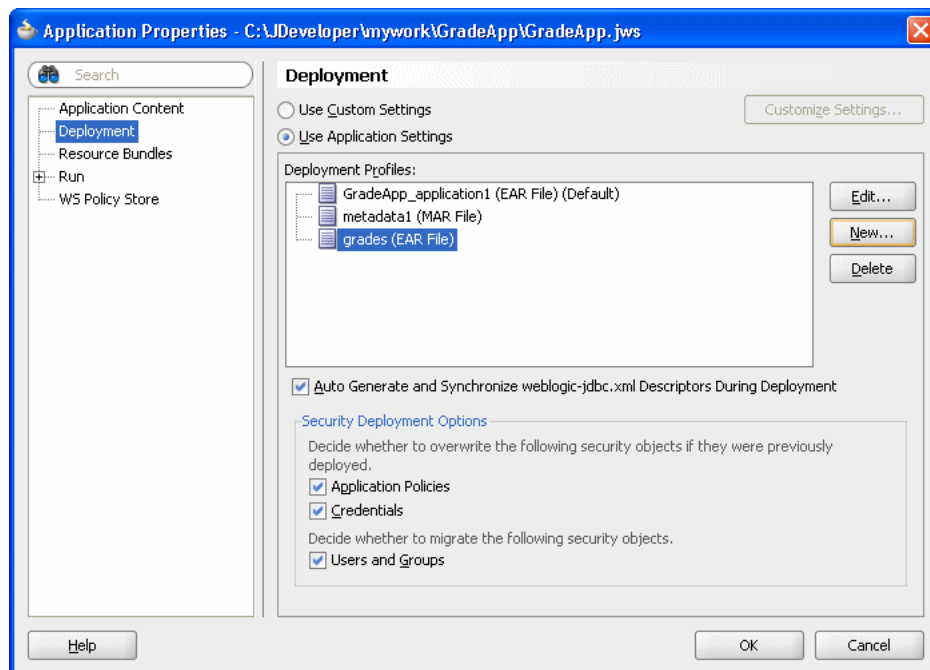 Application Properties - C:\JDeveloper\mywork\GradeApp\GradeApp.jws
Search
Application Content
Deployment
Resource Bundles
Run
WS Policy Store
Deployment
Use Custom Settings
Customize Settings...
Use Application Settings
Deployment Profiles:
GradeApp_application1 (EAR File) (Default)
metadata1 (MAR File)
grades (EAR File)
Edit...
New...
Delete
Auto Generate and Synchronize weblogic-jdbc.xml Descriptors During Deployment
Security Deployment Options
Decide whether to overwrite the following security objects if they were previously
deployed.
Application Policies
Credentials
Decide whether to migrate the following security objects.
Users and Groups
Help
OK
Cancel